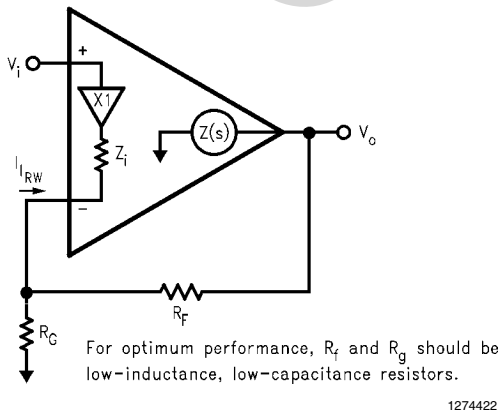 Vi
+
X1
Zi
Z(s)
Vo
IIRW
−
RF
RG
For optimum performance, Rf and Rg should be
low-inductance, low-capacitance resistors.
1274422